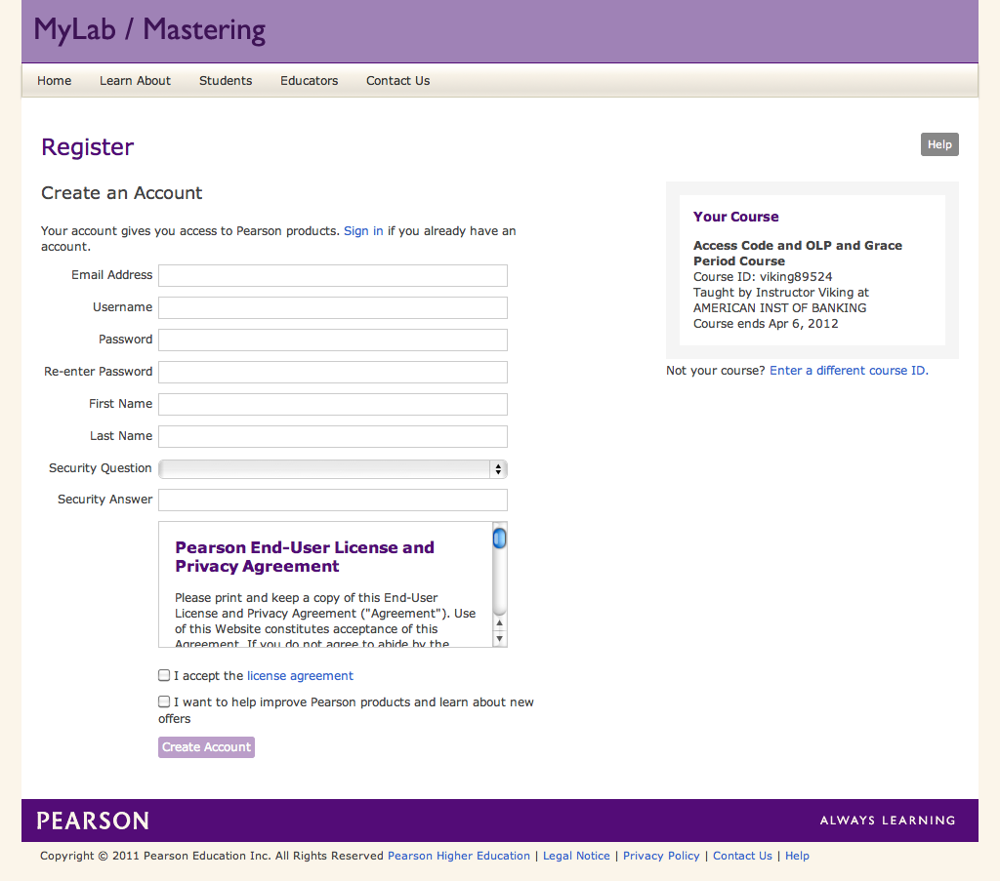 MyLab / Mastering
Home Learn About Students Educators Contact Us
Register
Help
Create an Account
Your account gives you access to Pearson products. Sign in if you already have an
account.
Email Address
Username
Password
Re-enter Password
First Name
Last Name
Security Question
Security Answer
Pearson End-User License and
Privacy Agreement
Please print and keep a copy of this End-User
License and Privacy Agreement ("Agreement"). Use
of this Website constitutes acceptance of this
Agreement. If you do not agree to abide by the
I accept the license agreement
I want to help improve Pearson products and learn about new
offers
Create Account
Your Course
Access Code and OLP and Grace
Period Course
Course ID: viking89524
Taught by Instructor Viking at
AMERICAN INST OF BANKING
Course ends Apr 6, 2012
Not your course? Enter a different course ID.
PEARSON
ALWAYS LEARNING
Copyright © 2011 Pearson Education Inc. All Rights Reserved Pearson Higher Education | Legal Notice | Privacy Policy | Contact Us | Help